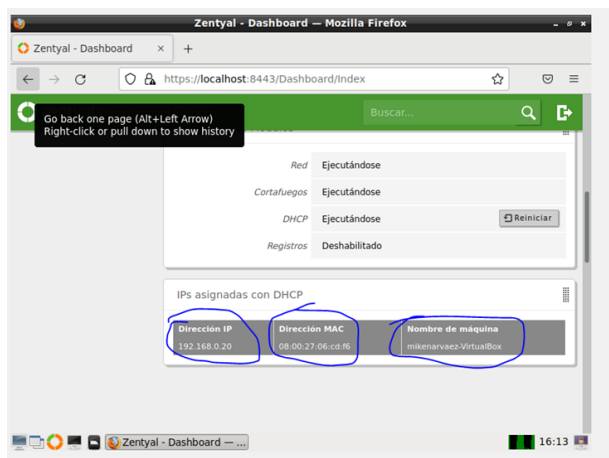 Zentyal - Dashboard — Mozilla Firefox
Zentyal - Dashboard × +
https://localhost:8443/Dashboard/Index
Go back one page (Alt+Left Arrow)
Right-click or pull down to show history
Buscar...
Red Ejecutándose
Cortafuegos Ejecutándose
DHCP Ejecutándose Reiniciar
Registros Deshabilitado
IPs asignadas con DHCP
Dirección IP Dirección MAC Nombre de máquina
192.168.0.20 08:00:27:06:cd:f6 mikenarvaez-VirtualBox
Zentyal - Dashboard — ... 16:13